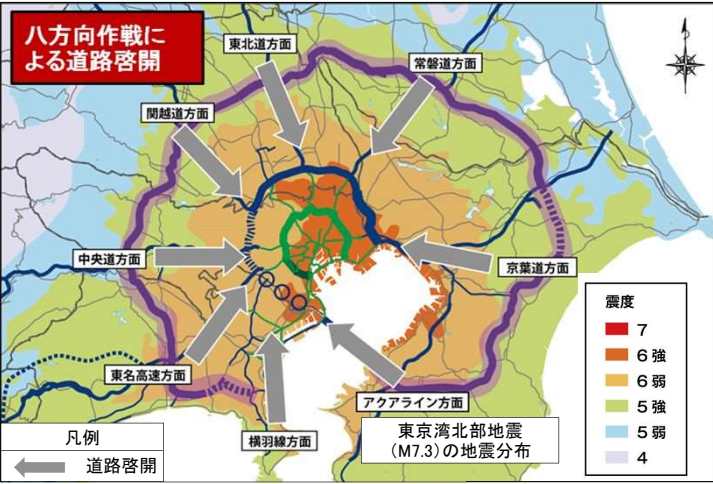 八方向作戦に
よる道路啓開
東北道方面
常磐道方面
関越道方面
中央道方面
京葉道方面
東名高速方面
アクアライン方面
横羽線方面
震度
7
6強
6弱
5強
5弱
4
凡例
道路啓開
東京湾北部地震
(M7.3)の地震分布